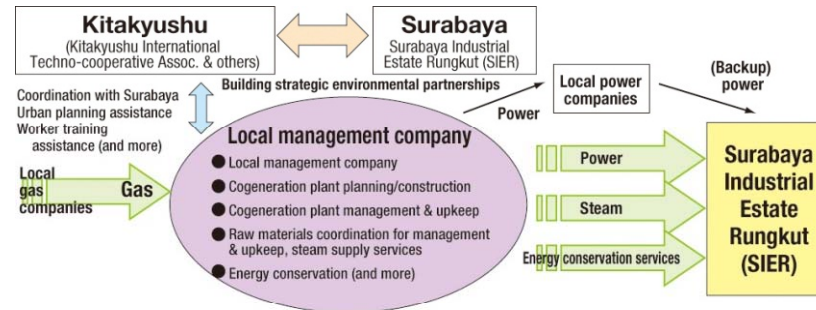 Kitakyushu
(Kitakyushu International
Techno-cooperative Assoc. & others)
Surabaya
Surabaya Industrial
Estate Rungkut (SIER)
Building strategic environmental partnerships
Coordination with Surabaya
Urban planning assistance
Worker training
assistance (and more)
Local power
companies
(Backup)
power
Power
Local
gas
companies
Gas
Local management company
● Local management company
● Cogeneration plant planning/construction
● Cogeneration plant management & upkeep
● Raw materials coordination for management
& upkeep, steam supply services
● Energy conservation (and more)
Power
Steam
Energy conservation services
Surabaya
Industrial
Estate
Rungkut
(SIER)